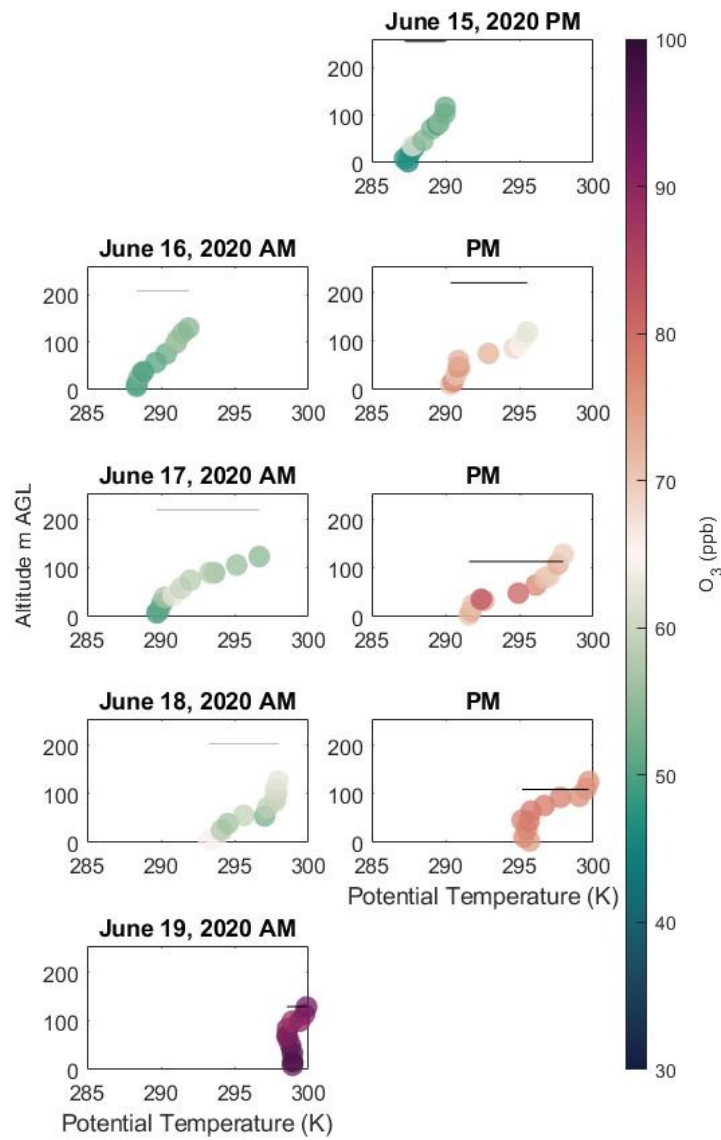 June 15, 2020 PM
200
100
0
285 290 295 300
June 16, 2020 AM
200
100
0
285 290 295 300
PM
200
100
0
285 290 295 300
June 17, 2020 AM
200
100
0
285 290 295 300
PM
200
100
0
285 290 295 300
June 18, 2020 AM
200
100
0
285 290 295 300
PM
200
100
0
285 290 295 300
Potential Temperature (K)
June 19, 2020 AM
200
100
0
285 290 295 300
Potential Temperature (K)
Altitude m AGL
100
90
80
70
60
50
40
30
O3 (ppb)